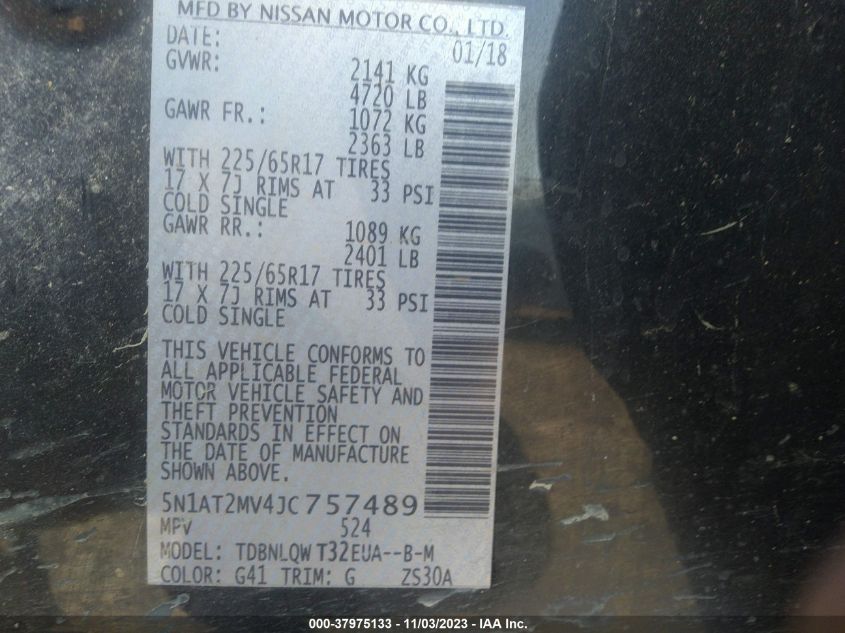 MFD BY NISSAN MOTOR CO., LTD.
DATE: 01/18
GVWR: 2141 KG
4720 LB
GAWR FR.: 1072 KG
2363 LB
WITH 225/65R17 TIRES
17 X 7J RIMS AT 33 PSI
COLD SINGLE
GAWR RR.: 1089 KG
2401 LB
WITH 225/65R17 TIRES
17 X 7J RIMS AT 33 PSI
COLD SINGLE
THIS VEHICLE CONFORMS TO
ALL APPLICABLE FEDERAL
MOTOR VEHICLE SAFETY AND
THEFT PREVENTION
STANDARDS IN EFFECT ON
THE DATE OF MANUFACTURE
SHOWN ABOVE.
5N1AT2MV4JC757489
MPV 524
MODEL: TDBNLQW T32EUA--B-M
COLOR: G41 TRIM: G ZS30A
000-37975133 - 11/03/2023 - IAA Inc.